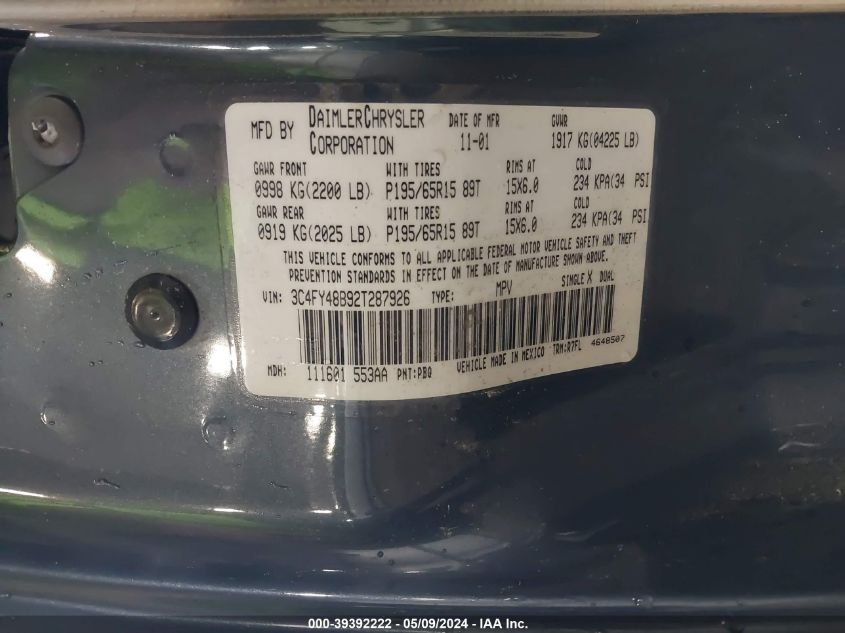 MFD BY DAIMLERCHRYSLER CORPORATION DATE OF MFR 11-01 GVWR 1917 KG(04225 LB)
GAWR FRONT WITH TIRES RIMS AT COLD
0998 KG(2200 LB) P195/65R15 89T 15X6.0 234 KPA(34 PSI
GAWR REAR WITH TIRES RIMS AT COLD
0919 KG(2025 LB) P195/65R15 89T 15X6.0 234 KPA(34 PSI
THIS VEHICLE CONFORMS TO ALL APPLICABLE FEDERAL MOTOR VEHICLE SAFETY AND THEFT
PREVENTION STANDARDS IN EFFECT ON THE DATE OF MANUFACTURE SHOWN ABOVE.
VIN: 3C4FY48B92T287926 TYPE: MPV SINGLE X DUAL
MDH: 111601 553AA PNT:PBQ VEHICLE MADE IN MEXICO TRM:R7FL 4648507
000-39392222 - 05/09/2024 - IAA Inc.